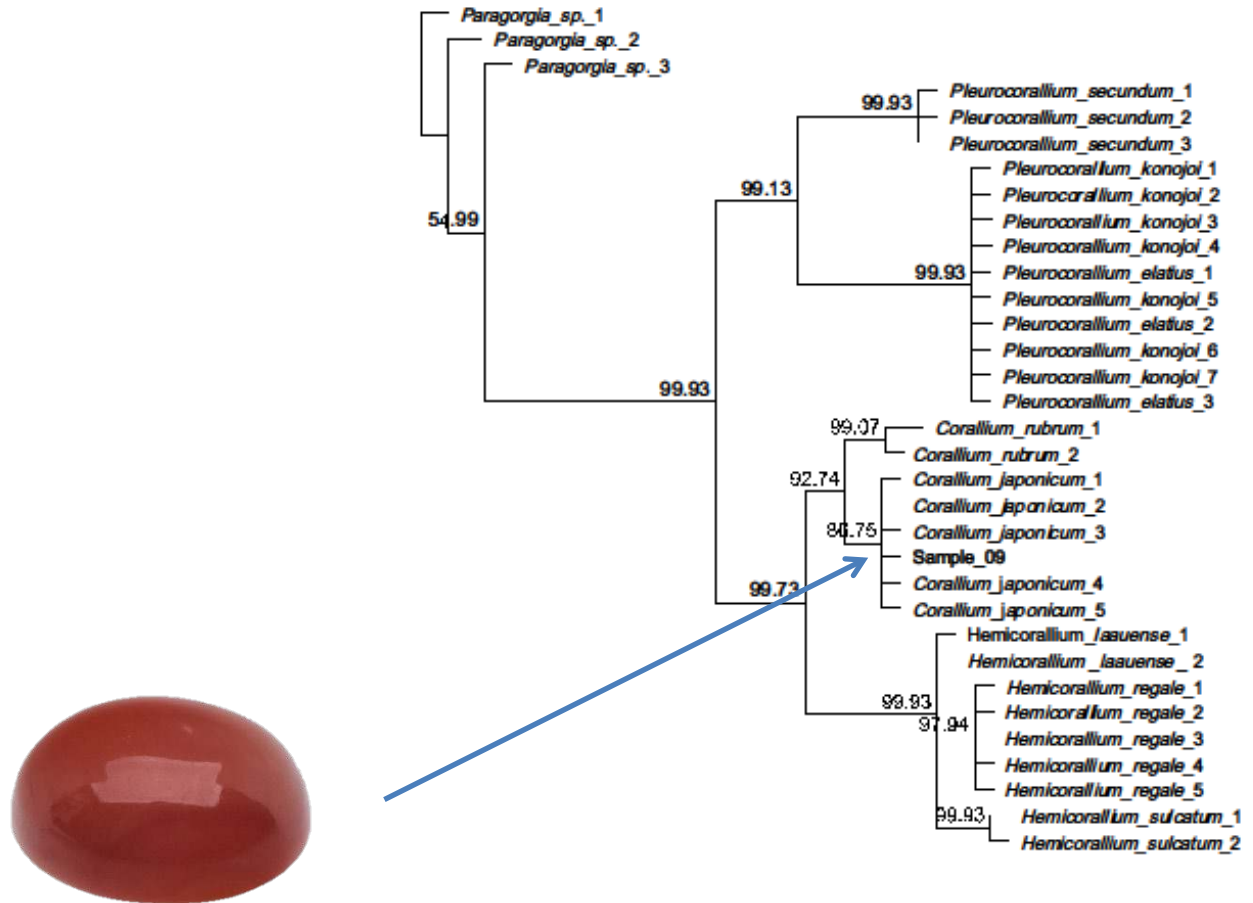 Paragorgia_sp._1
Paragorgia_sp._2
Paragorgia_sp._3
Pleurocorallium_secundum_1
99.93
Pleurocorallium_secundum_2
Pleurocorallium_secundum_3
Pleurocorallium_konojoi_1
99.13
Pleurocorallium_konojoi_2
54.99
Pleurocorallium_konojoi_3
Pleurocorallium_konojoi_4
99.93
Pleurocorallium_elatius_1
Pleurocorallium_konojoi_5
Pleurocorallium_elatius_2
Pleurocorallium_konojoi_6
Pleurocorallium_konojoi_7
99.93
Pleurocorallium_elatius_3
99.07
Corallium_rubrum_1
Corallium_rubrum_2
92.74
Corallium_japonicum_1
Corallium_japonicum_2
Corallium_japonicum_3
Sample_09
99.73
Corallium_japonicum_4
Corallium_japonicum_5
Hemicorallium_laauense_1
Hemicorallium_laauense_2
Hemicorallium_regale_1
99.93
Hemicorallium_regale_2
97.94
Hemicorallium_regale_3
Hemicorallium_regale_4
Hemicorallium_regale_5
99.93
Hemicorallium_sulcatum_1
Hemicorallium_sulcatum_2